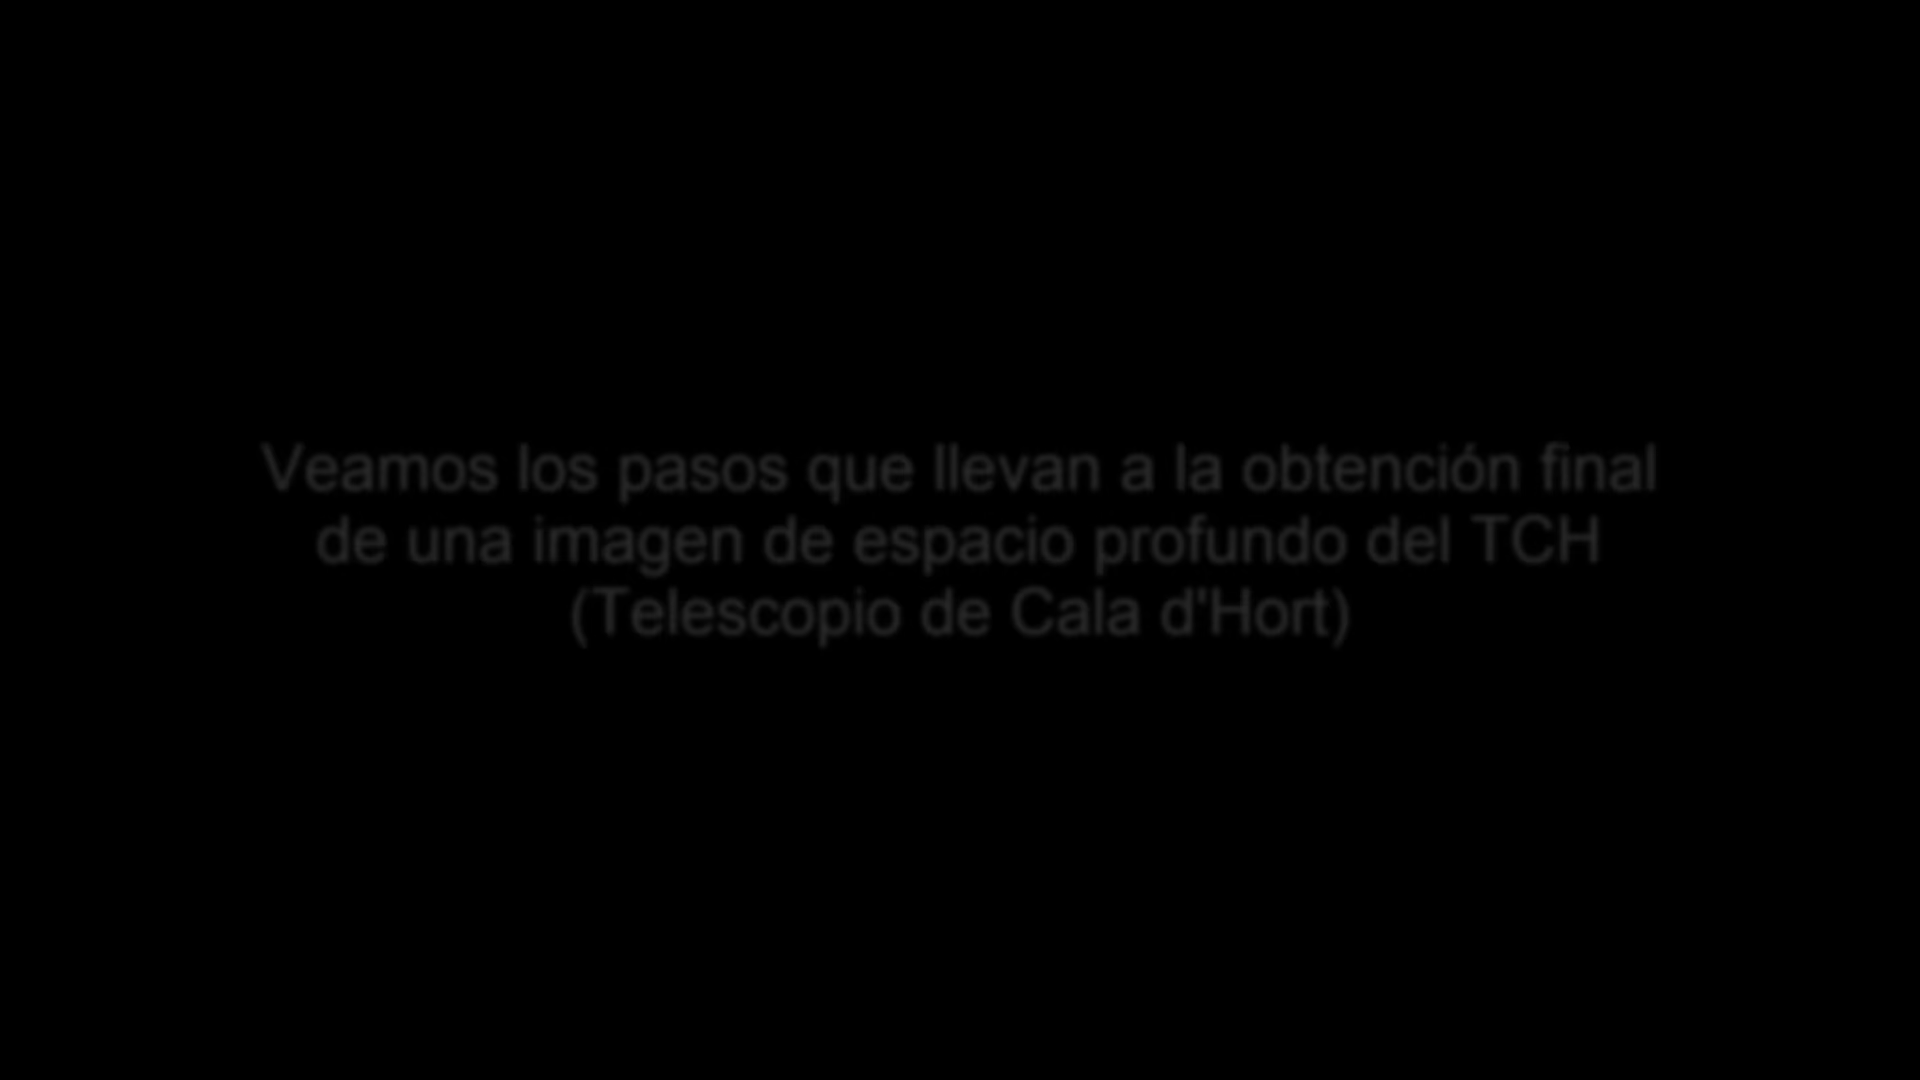 Veamos los pasos que llevan a la obtención final
de una imagen de espacio profundo del TCH
(Telescopio de Cala d'Hort)